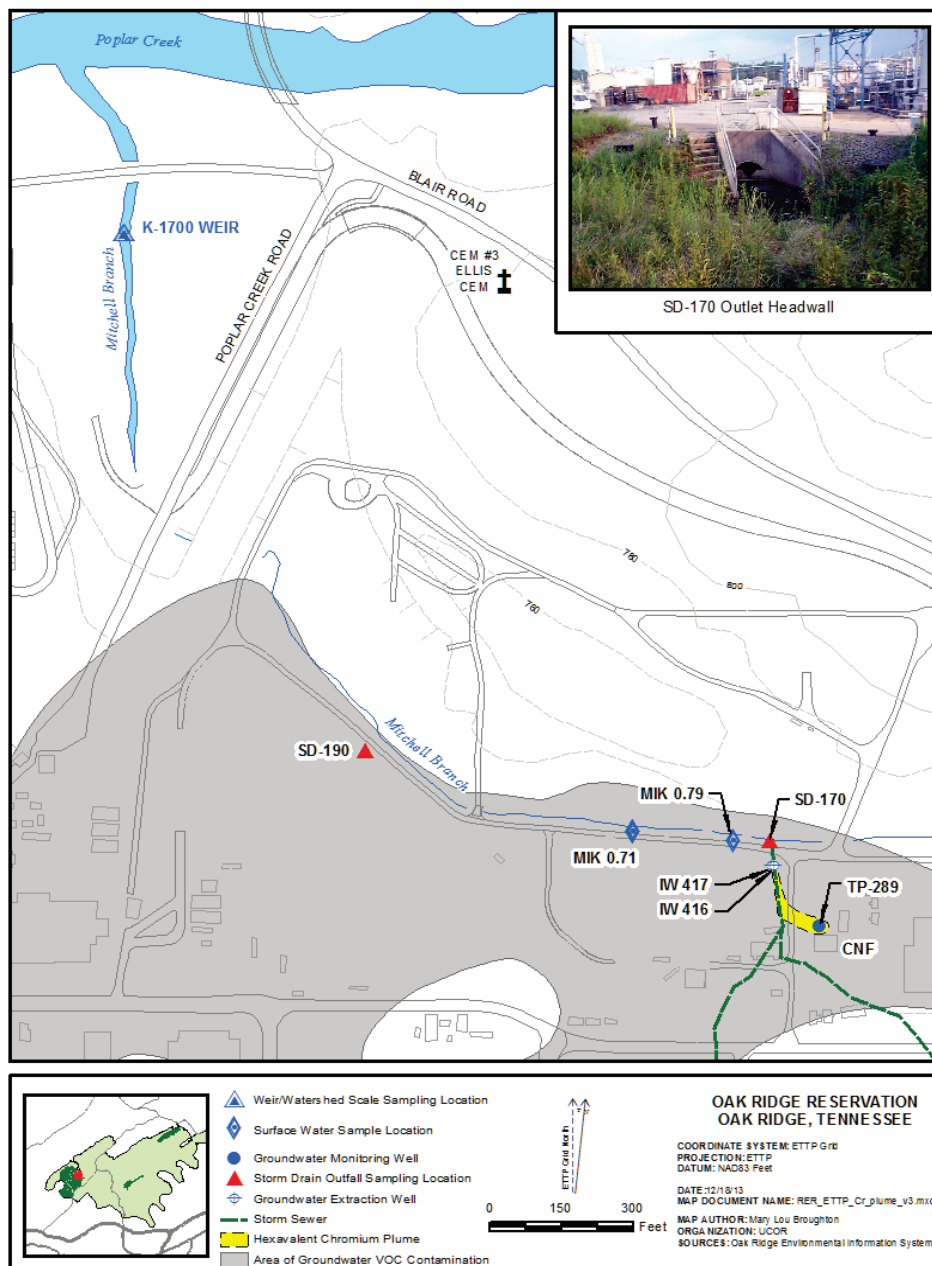 Poplar Creek
BLAIR ROAD
K-1700 WEIR
Mitchell Branch
POPLAR CREEK ROAD
CEM #3
ELLIS
CEM
SD-170 Outlet Headwall
760
800
760
Mitchell Branch
SD-190
MIK 0.79
SD-170
MIK 0.71
IW 417
IW 416
TP-289
CNF
Weir/Watershed Scale Sampling Location
Surface Water Sample Location
Groundwater Monitoring Well
Storm Drain Outfall Sampling Location
Groundwater Extraction Well
Storm Sewer
Hexavalent Chromium Plume
Area of Groundwater VOC Contamination
ETTP Grid North
300 0 300
Feet
OAK RIDGE RESERVATION
OAK RIDGE, TENNESSEE
COORDINATE SYSTEM: ETTP Grid
PROJECTION: ETTP
DATUM: NAD83 Feet
DATE:12/18/13
MAP DOCUMENT NAME: RER_ETTP_Cr_plume_v3.mxd
MAP AUTHOR: Mary Lou Broughton
ORGANIZATION: UCOR
SOURCES: Oak Ridge Environmental Information System